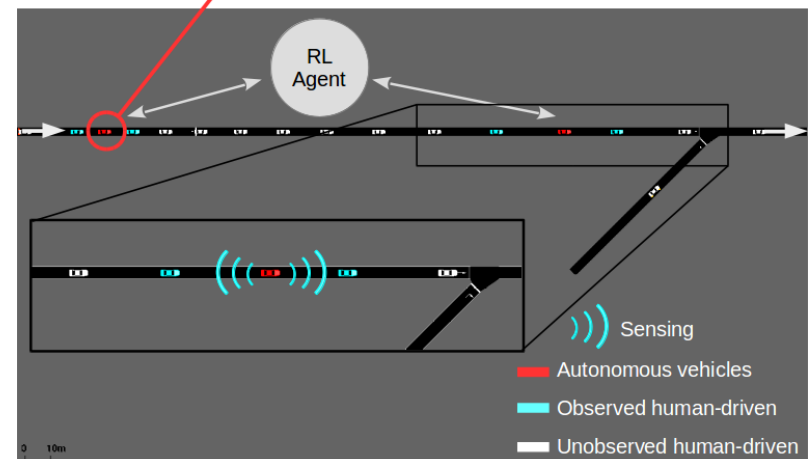 RL
Agent
Sensing
Autonomous vehicles
Observed human-driven
Unobserved human-driven
0 10m